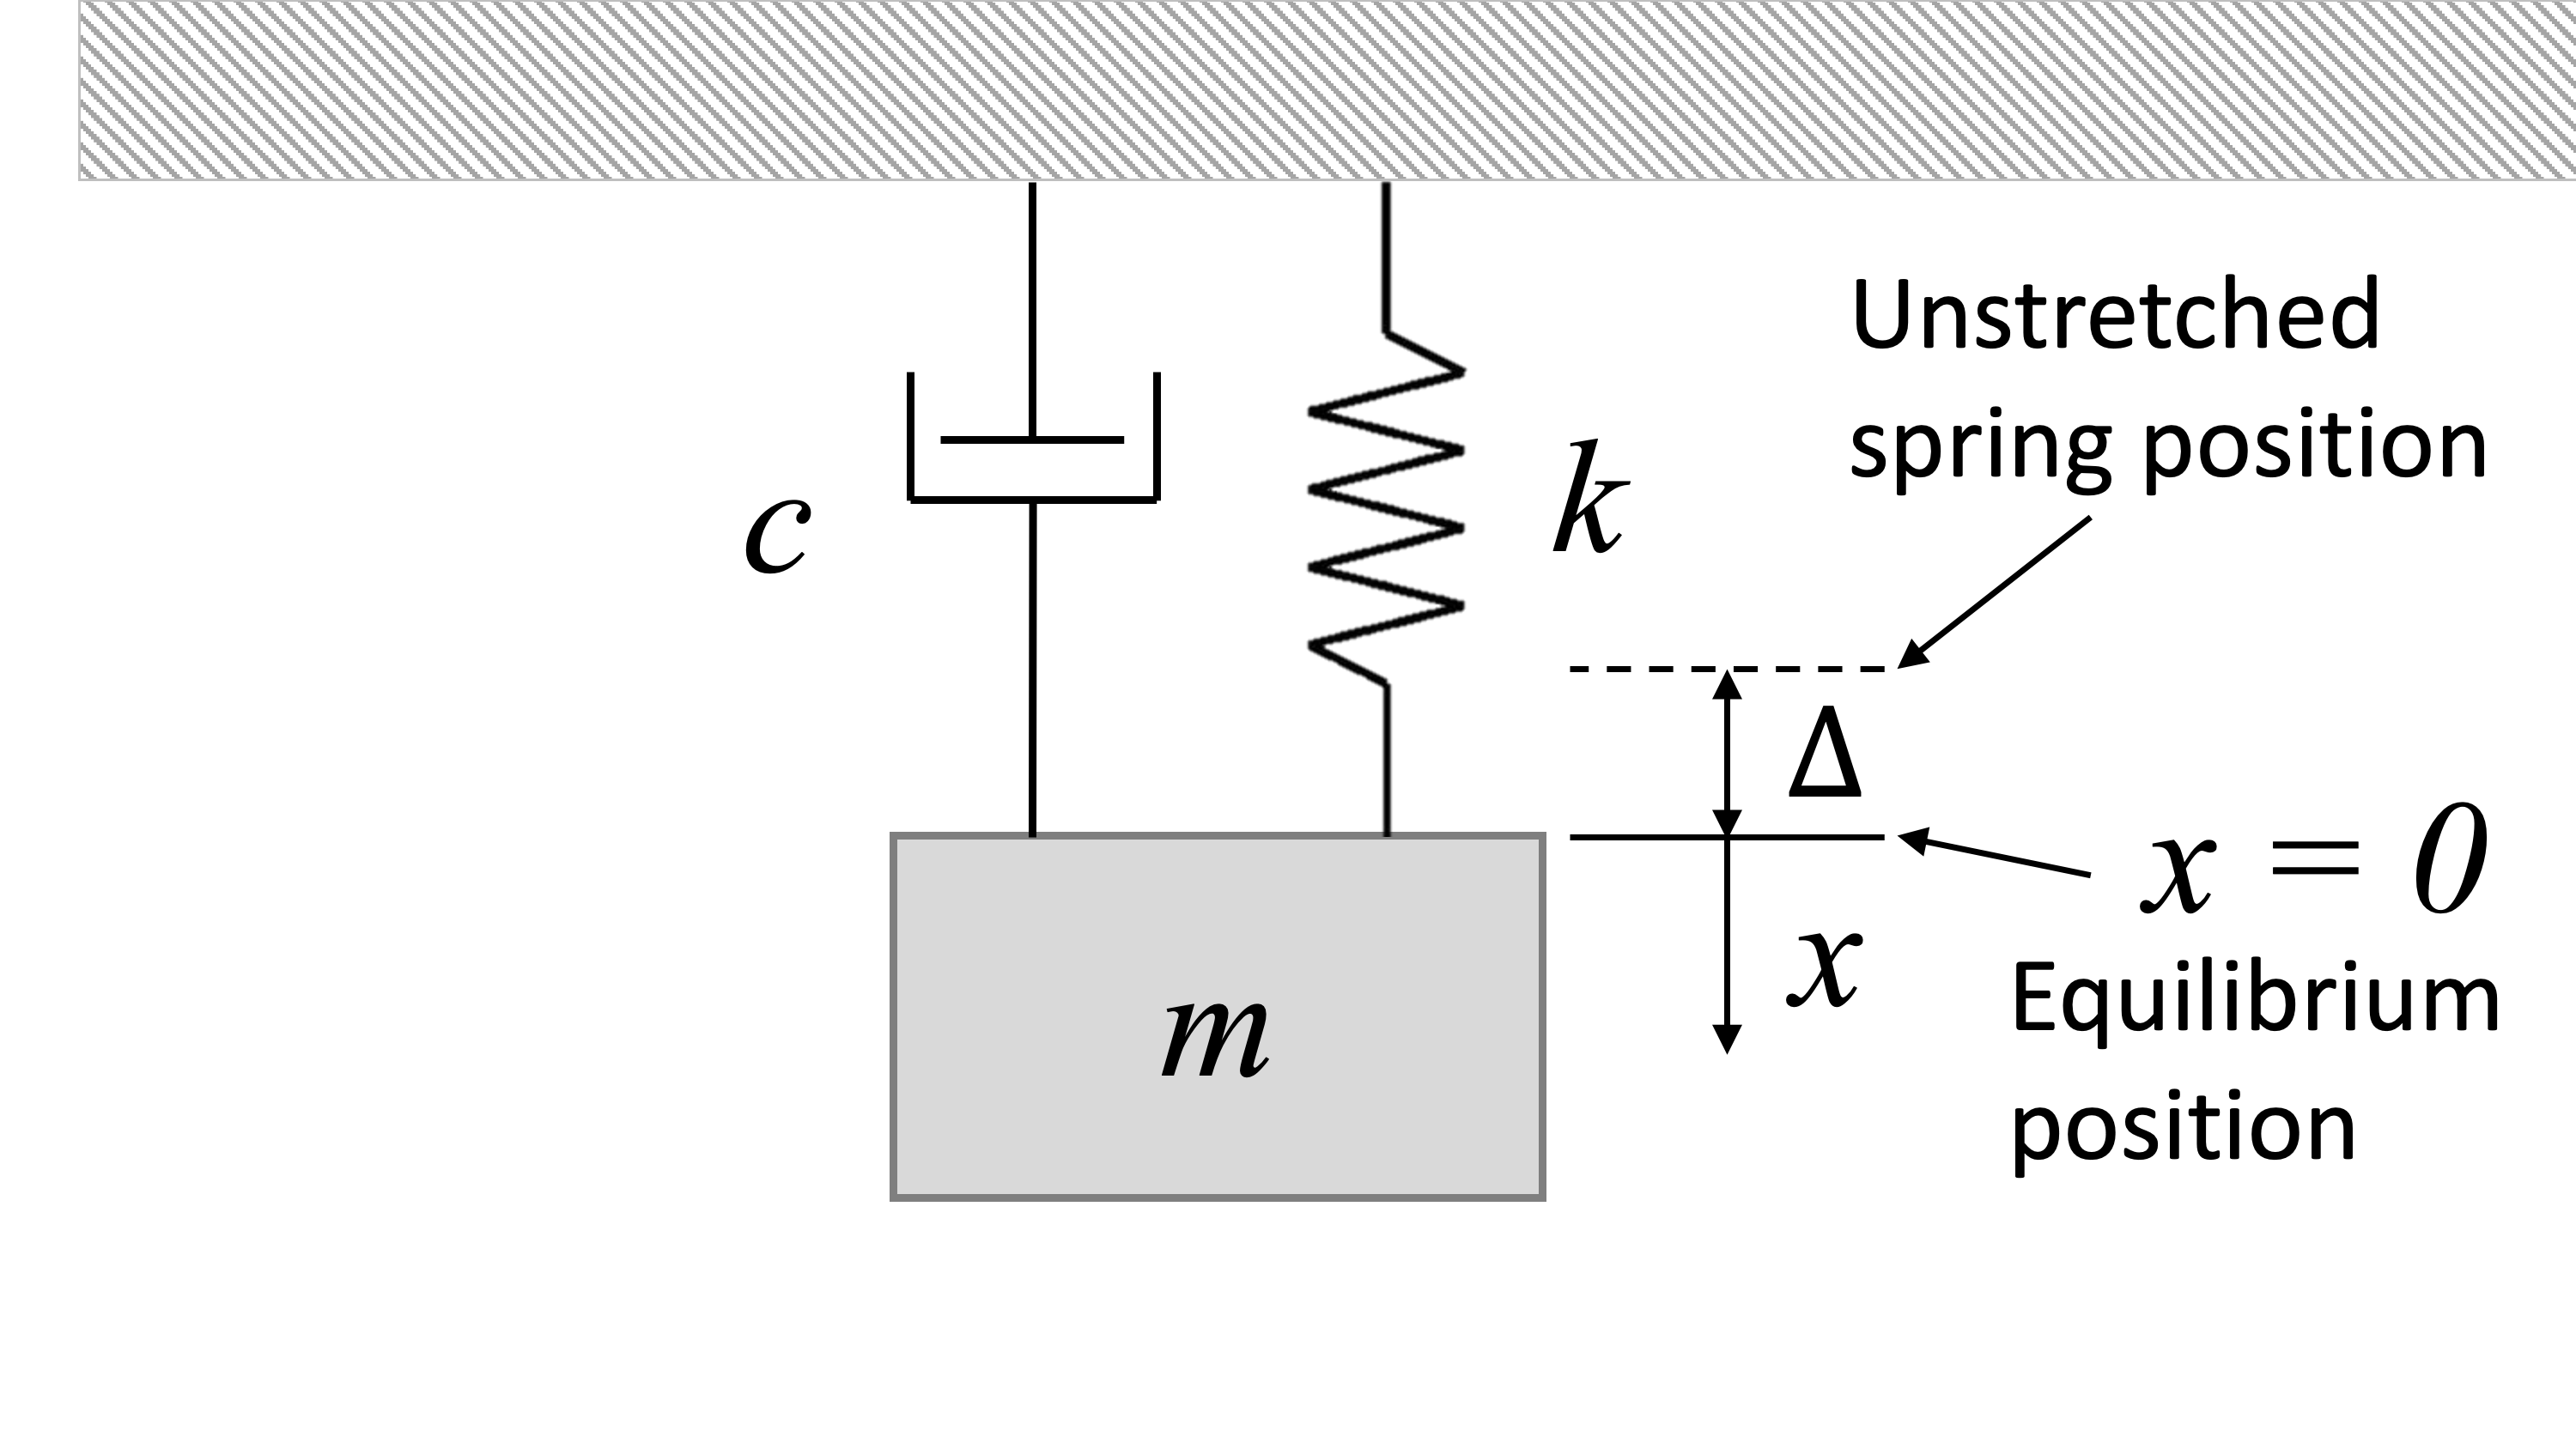 Unstretched
spring position
c
k
Δ
x = 0
x
Equilibrium
position
m